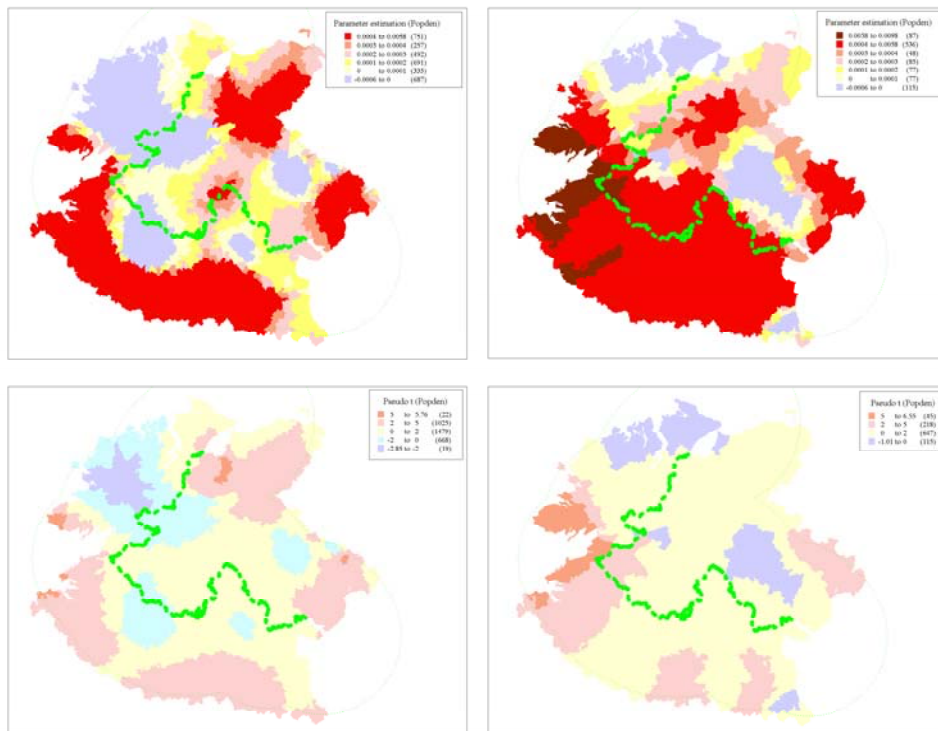 Parameter estimation (Popden)
0.0004 to 0.0058 (751)
0.0003 to 0.0004 (257)
0.0002 to 0.0003 (492)
0.0001 to 0.0002 (691)
0 to 0.0001 (335)
-0.0006 to 0 (687)
Parameter estimation (Popden)
0.0058 to 0.0098 (87)
0.0004 to 0.0058 (536)
0.0003 to 0.0004 (98)
0.0002 to 0.0003 (85)
0.0001 to 0.0002 (77)
0 to 0.0001 (77)
-0.0006 to 0 (115)
Pseudo t (Popden)
5 to 5.76 (22)
2 to 5 (1025)
0 to 2 (1479)
-2 to 0 (668)
-2.85 to -2 (19)
Pseudo t (Popden)
5 to 6.55 (95)
2 to 5 (218)
0 to 2 (647)
-1.01 to 0 (115)